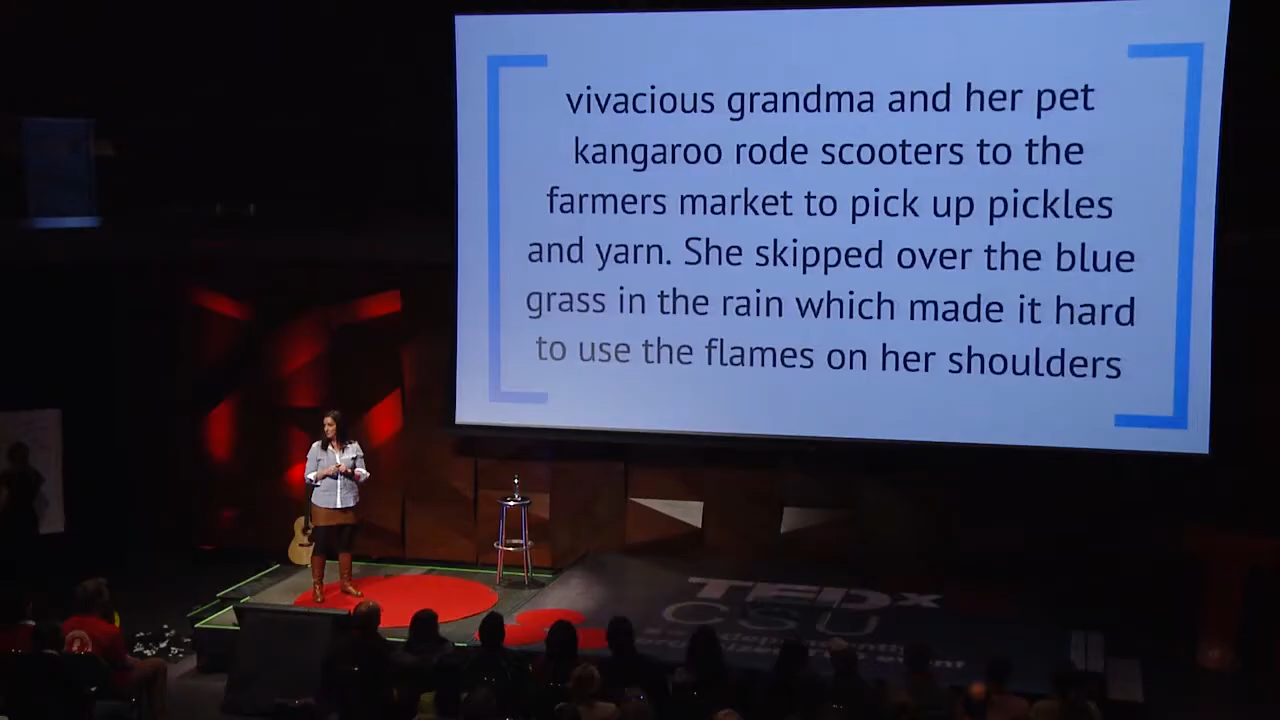 vivacious grandma and her pet
kangaroo rode scooters to the
farmers market to pick up pickles
and yarn. She skipped over the blue
grass in the rain which made it hard
to use the flames on her shoulders
TEDx
CSU